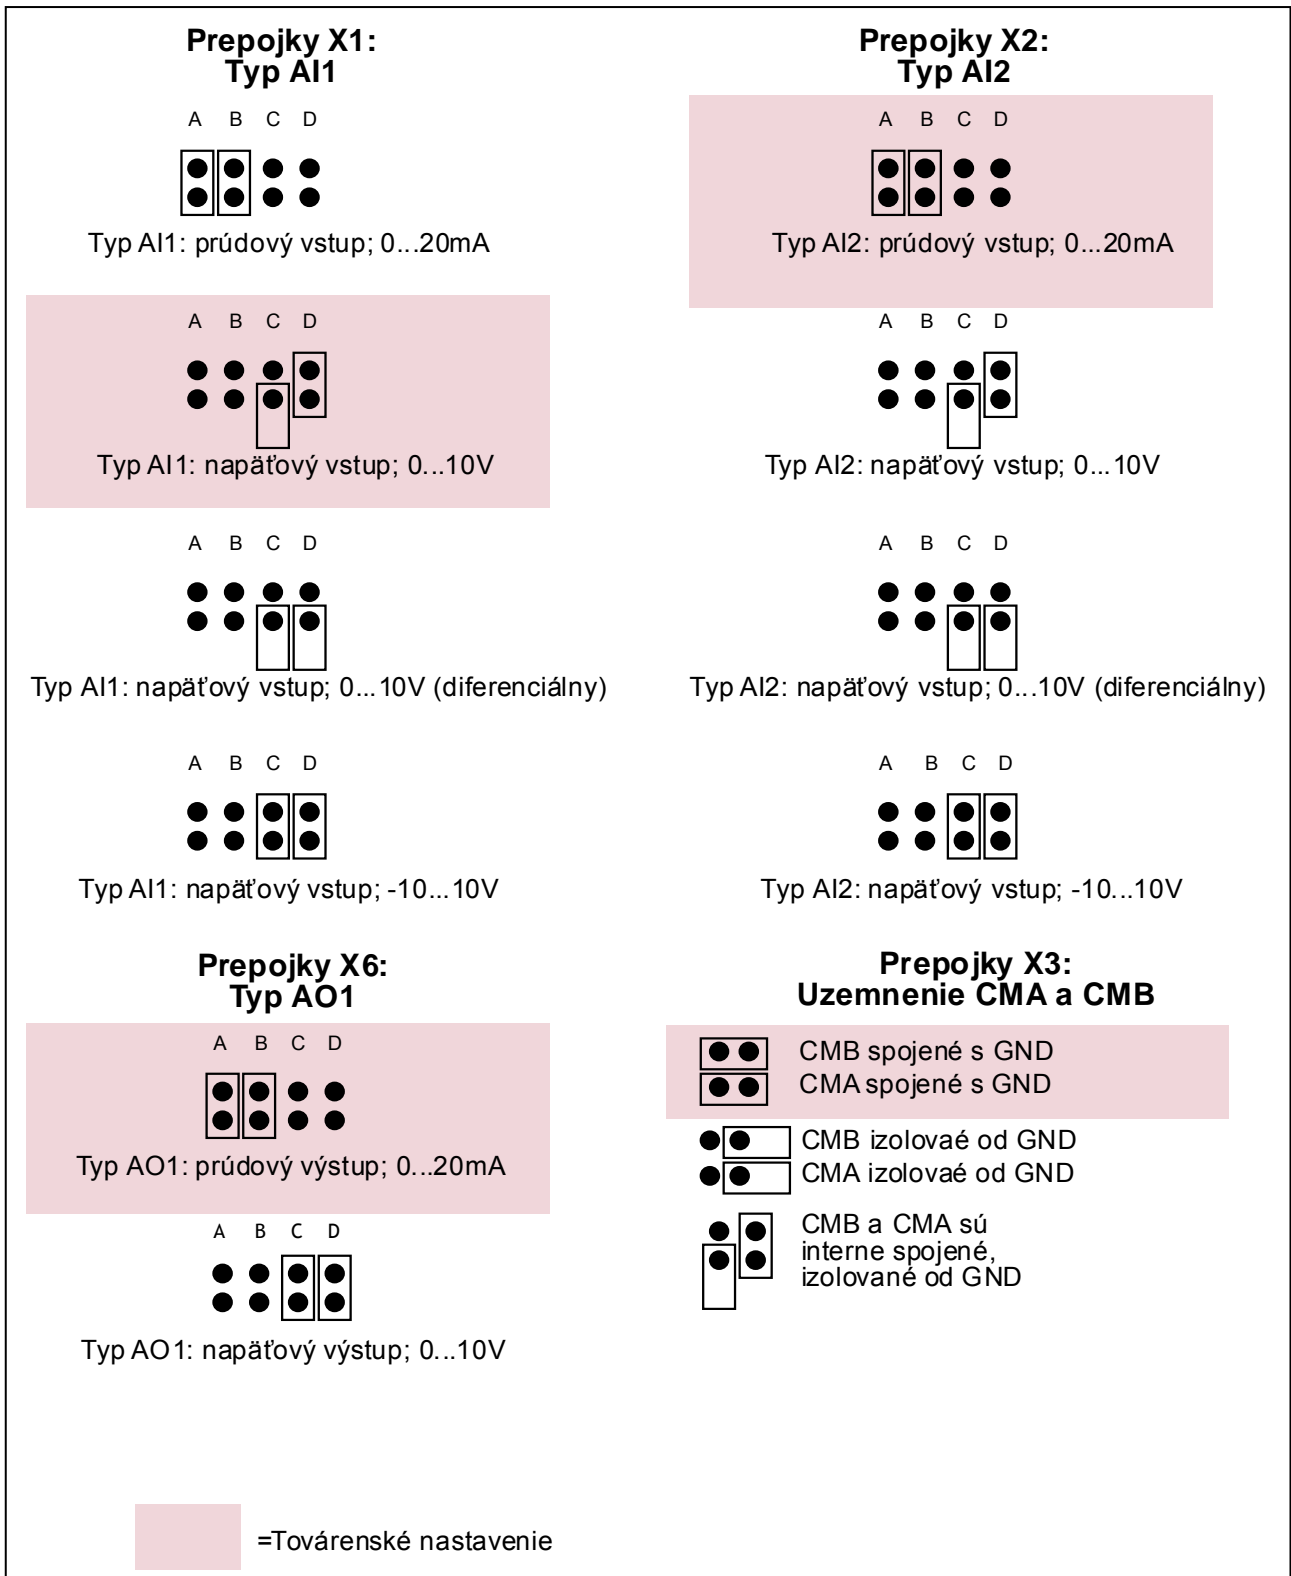 Prepojky X1:
Typ AI1
A B C D
Typ AI1: prúdový vstup; 0...20mA
A B C D
Typ AI1: napäťový vstup; 0...10V
A B C D
Typ AI1: napäťový vstup; 0...10V (diferenciálny)
A B C D
Typ AI1: napäťový vstup; -10...10V
Prepojky X2:
Typ AI2
A B C D
Typ AI2: prúdový vstup; 0...20mA
A B C D
Typ AI2: napäťový vstup; 0...10V
A B C D
Typ AI2: napäťový vstup; 0...10V (diferenciálny)
A B C D
Typ AI2: napäťový vstup; -10...10V
Prepojky X6:
Typ AO1
A B C D
Typ AO1: prúdový výstup; 0...20mA
A B C D
Typ AO1: napäťový výstup; 0...10V
Prepojky X3:
Uzemnenie CMA a CMB
CMB spojené s GND
CMA spojené s GND
CMB izolovaé od GND
CMA izolovaé od GND
CMB a CMA sú
interne spojené,
izolované od GND
=Továrenské nastavenie